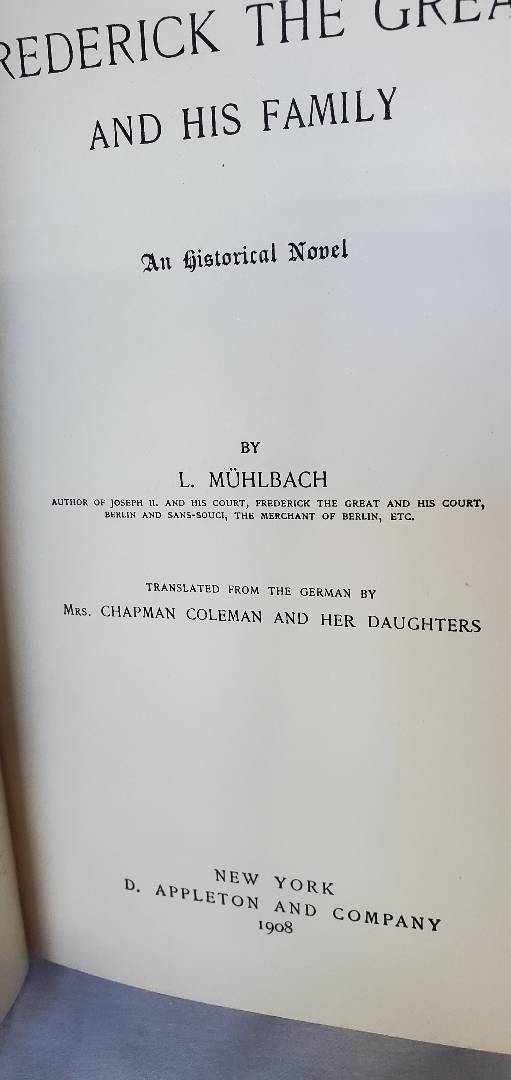 REDERICK THE GREA
AND HIS FAMILY
An Historical Novel
BY
L. MÜHLBACH
AUTHOR OF JOSEPH II. AND HIS COURT, FREDERICK THE GREAT AND HIS COURT,
BERLIN AND SANS-SOUCI, THE MERCHANT OF BERLIN, ETC.
TRANSLATED FROM THE GERMAN BY
MRS. CHAPMAN COLEMAN AND HER DAUGHTERS
NEW YORK
D. APPLETON AND COMPANY
1908